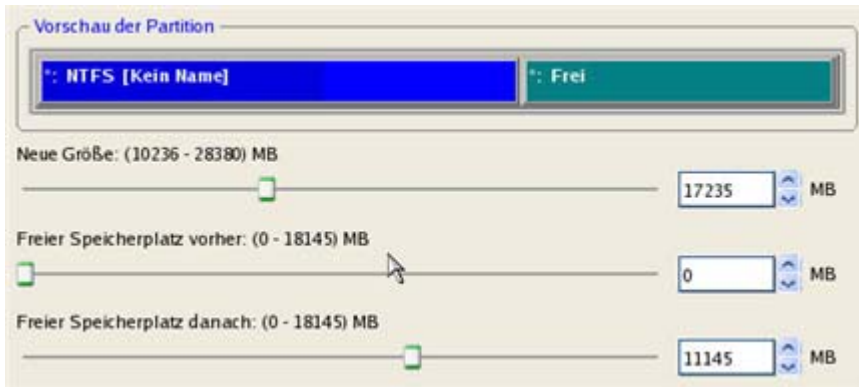 Vorschau der Partition
*: NTFS [Kein Name]
*: Frei
Neue Größe: (10236 - 28380) MB
17235 MB
Freier Speicherplatz vorher: (0 - 18145) MB
0 MB
Freier Speicherplatz danach: (0 - 18145) MB
11145 MB